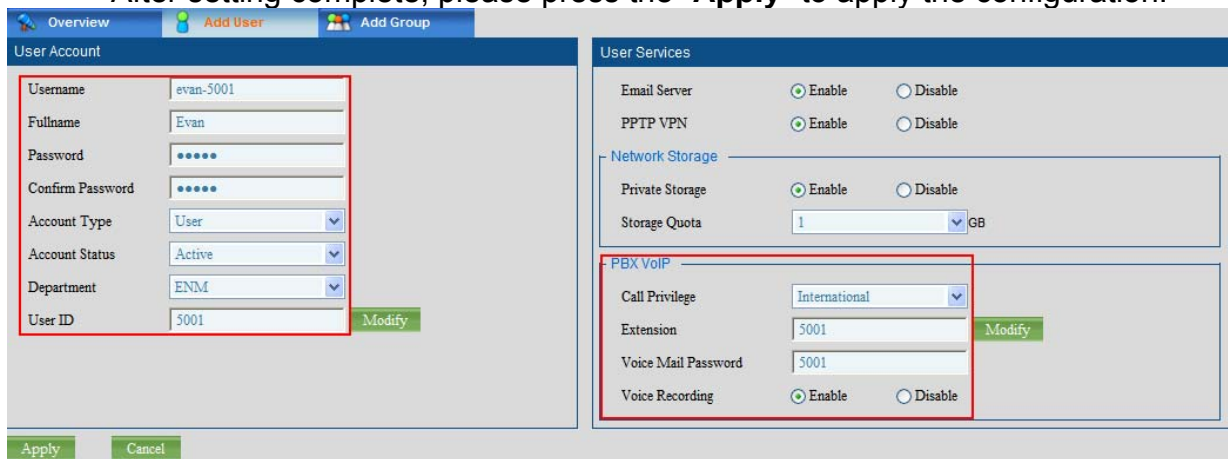 After setting complete, please press the "Apply" to apply the configuration.
Overview Add User Add Group
User Account
Username evan-5001
Fullname Evan
Password •••••
Confirm Password •••••
Account Type User
Account Status Active
Department ENM
User ID 5001 Modify
User Services
Email Server Enable Disable
PPTP VPN Enable Disable
Network Storage
Private Storage Enable Disable
Storage Quota 1 GB
PBX VoIP
Call Privilege International
Extension 5001 Modify
Voice Mail Password 5001
Voice Recording Enable Disable
Apply Cancel